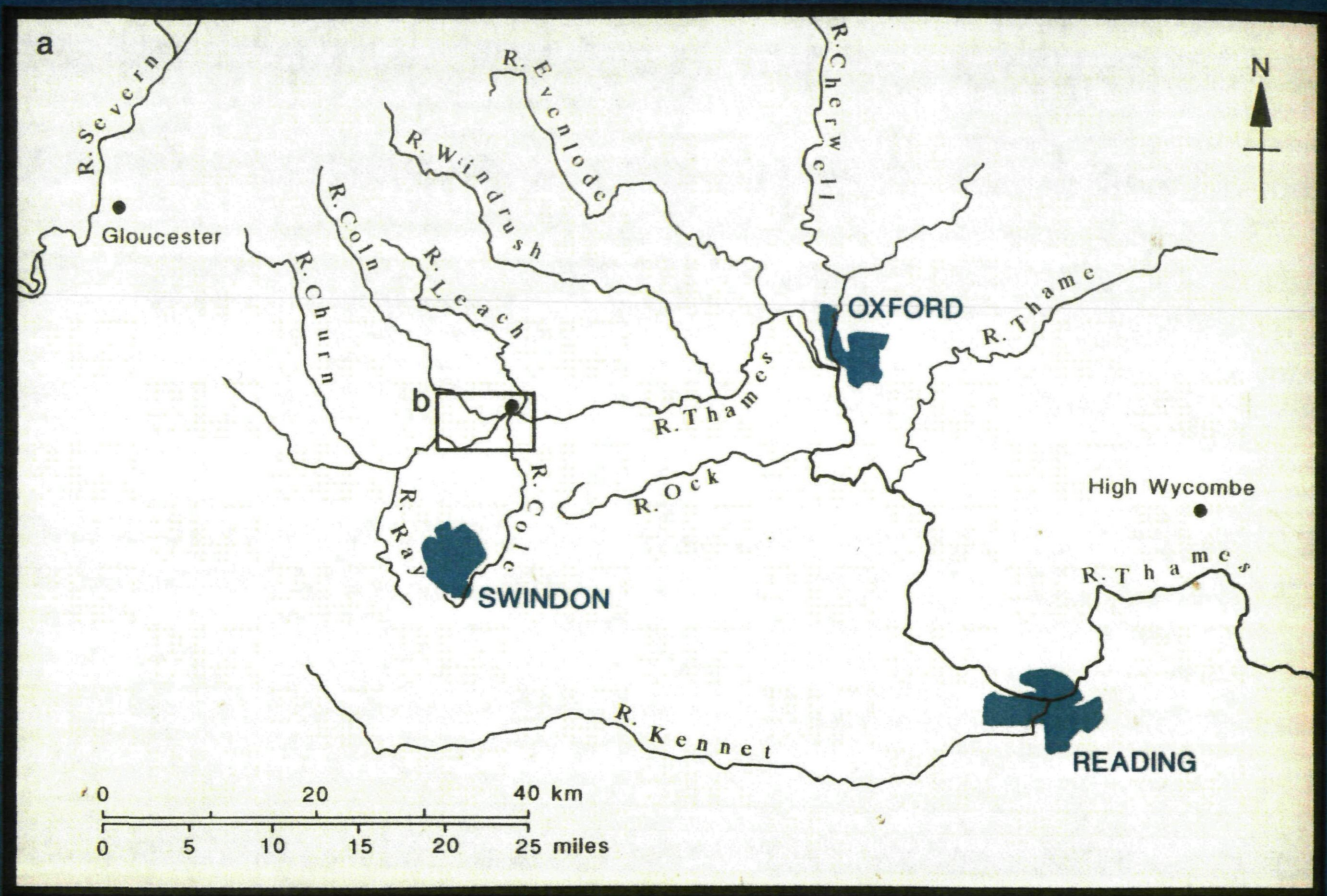 a
R. Severn
R. Evenlode
R. Cherwell
N
R. Windrush
Gloucester
R. Coln
R. Leach
R. Churn
OXFORD
R. Thame
b
R. Thames
R. Ock
R. Cole
R. Ray
High Wycombe
R. Thames
SWINDON
R. Kennet
READING
0 20 40 km
0 5 10 15 20 25 miles